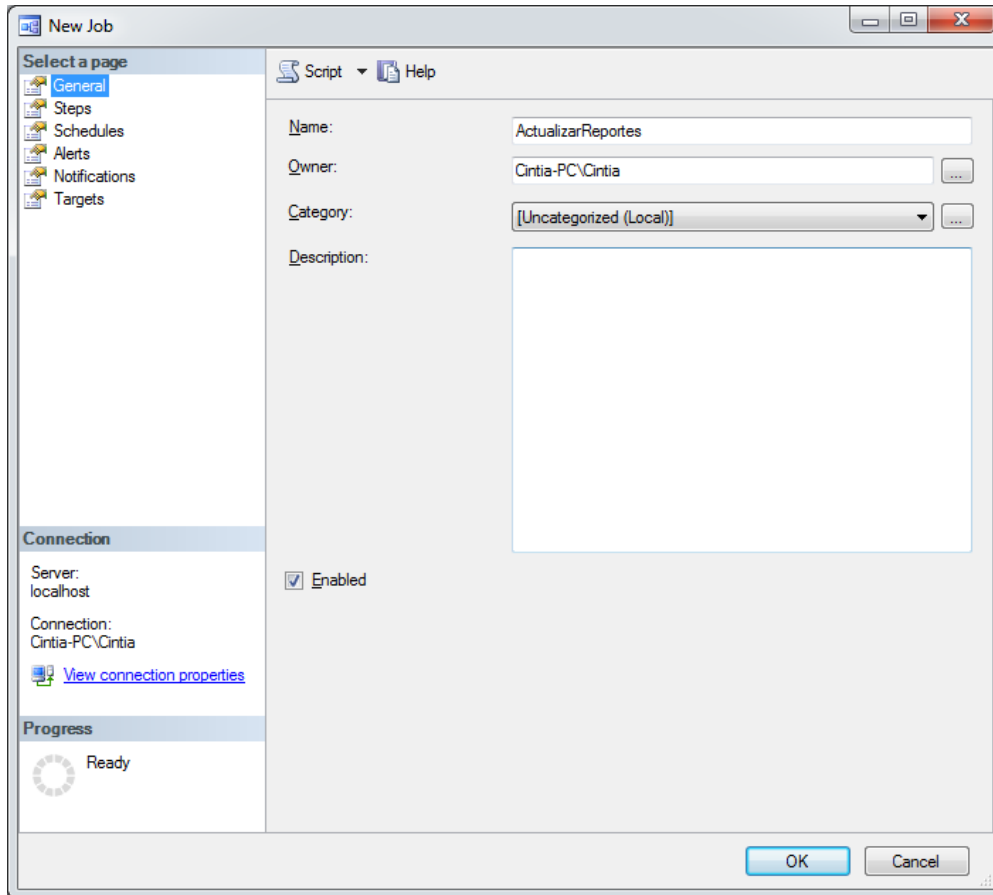 New Job
Select a page
General
Steps
Schedules
Alerts
Notifications
Targets
Script
Help
Name:
ActualizarReportes
Owner:
Cintia-PC\Cintia
...
Category:
[Uncategorized (Local)]
...
Description:
Enabled
Connection
Server:
localhost
Connection:
Cintia-PC\Cintia
View connection properties
Progress
Ready
OK
Cancel